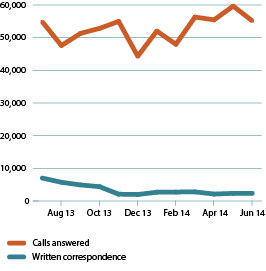 60,000
50,000
40,000
30,000
20,000
10,000
0
Aug 13 Oct 13 Dec 13 Feb 14 Apr 14 Jun 14
Calls answered
Written correspondence